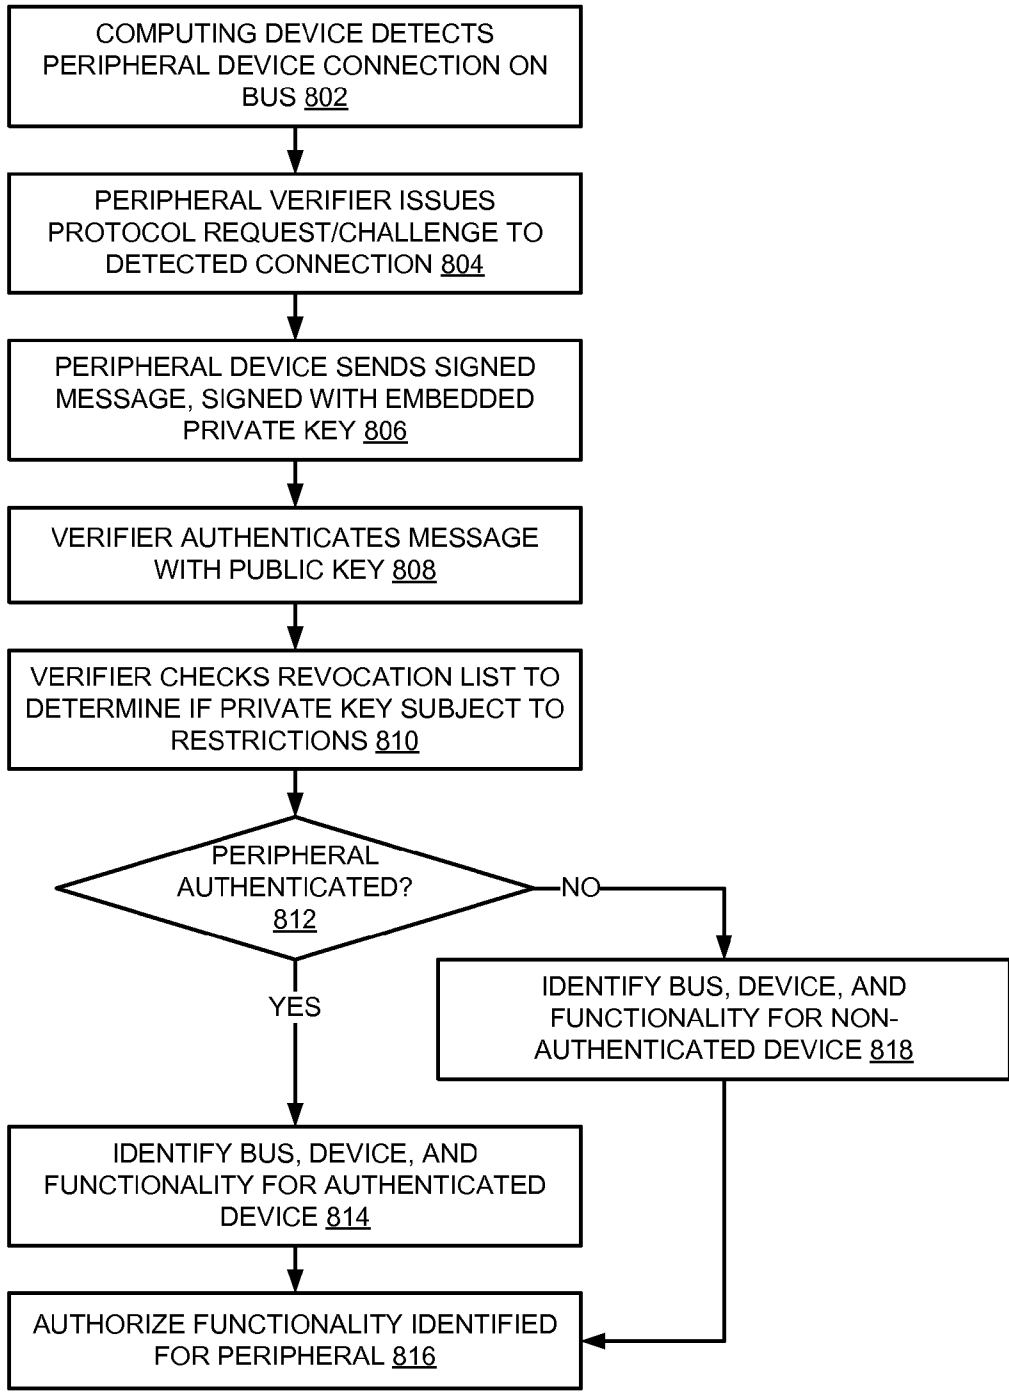 COMPUTING DEVICE DETECTS
PERIPHERAL DEVICE CONNECTION ON
BUS 802
PERIPHERAL VERIFIER ISSUES
PROTOCOL REQUEST/CHALLENGE TO
DETECTED CONNECTION 804
PERIPHERAL DEVICE SENDS SIGNED
MESSAGE, SIGNED WITH EMBEDDED
PRIVATE KEY 806
VERIFIER AUTHENTICATES MESSAGE
WITH PUBLIC KEY 808
VERIFIER CHECKS REVOCATION LIST TO
DETERMINE IF PRIVATE KEY SUBJECT TO
RESTRICTIONS 810
PERIPHERAL
AUTHENTICATED?
812
NO
YES
IDENTIFY BUS, DEVICE, AND
FUNCTIONALITY FOR NON-
AUTHENTICATED DEVICE 818
IDENTIFY BUS, DEVICE, AND
FUNCTIONALITY FOR AUTHENTICATED
DEVICE 814
AUTHORIZE FUNCTIONALITY IDENTIFIED
FOR PERIPHERAL 816